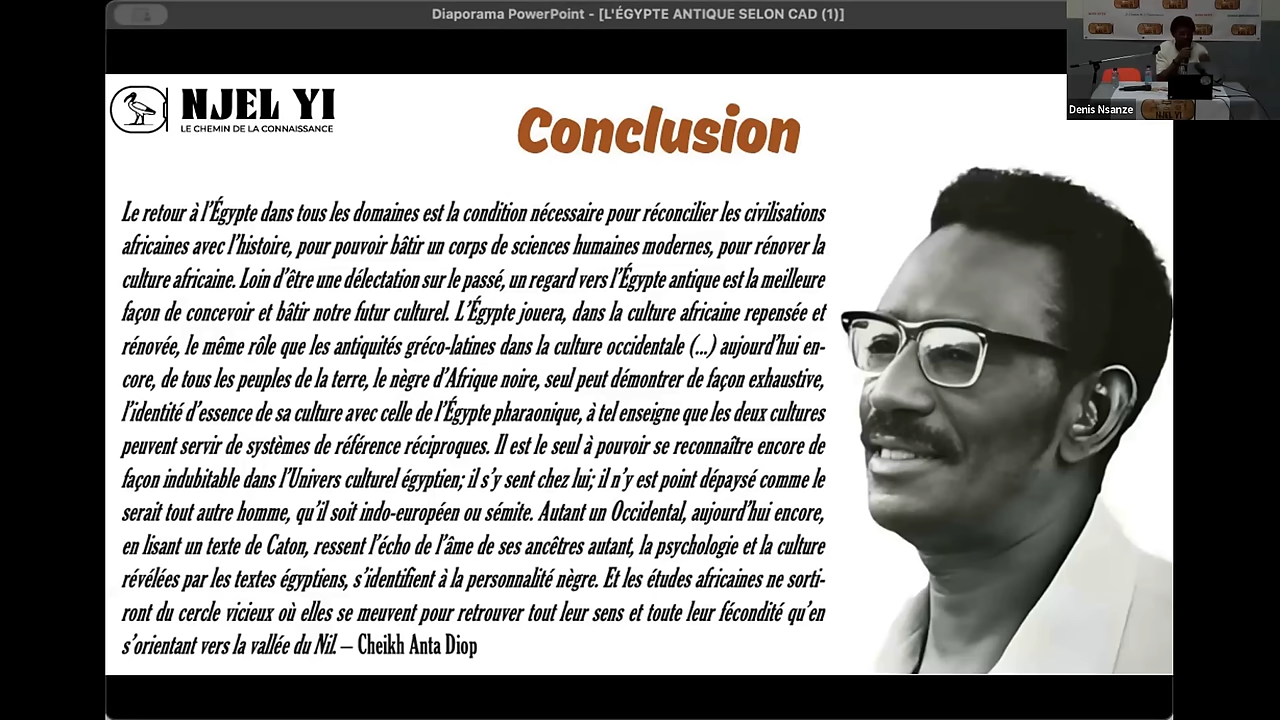 Diaporama PowerPoint - [L'ÉGYPTE ANTIQUE SELON CAD (1)]
Denis Nsanze
NJEL YI
NJEL YI
LE CHEMIN DE LA CONNAISSANCE
Conclusion
Le retour à l'Égypte dans tous les domaines est la condition nécessaire pour réconcilier les civilisations
africaines avec l'histoire, pour pouvoir bâtir un corps de sciences humaines modernes, pour rénover la
culture africaine. Loin d'être une délectation sur le passé, un regard vers l'Égypte antique est la meilleure
façon de concevoir et bâtir notre futur culturel. L'Égypte jouera, dans la culture africaine repensée et
rénovée, le même rôle que les antiquités gréco-latines dans la culture occidentale (...) aujourd'hui en-
core, de tous les peuples de la terre, le nègre d'Afrique noire, seul peut démontrer de façon exhaustive,
l'identité d'essence de sa culture avec celle de l'Égypte pharaonique, à tel enseigne que les deux cultures
peuvent servir de systèmes de référence réciproques. Il est le seul à pouvoir se reconnaître encore de
façon indubitable dans l'Univers culturel égyptien; il s'y sent chez lui; il n'y est point dépaysé comme le
serait tout autre homme, qu'il soit indo-européen ou sémite. Autant un Occidental, aujourd'hui encore,
en lisant un texte de Caton, ressent l'écho de l'âme de ses ancêtres autant, la psychologie et la culture
révélées par les textes égyptiens, s'identifient à la personnalité nègre. Et les études africaines ne sorti-
ront du cercle vicieux où elles se meuvent pour retrouver tout leur sens et toute leur fécondité qu'en
s'orientant vers la vallée du Nil. – Cheikh Anta Diop